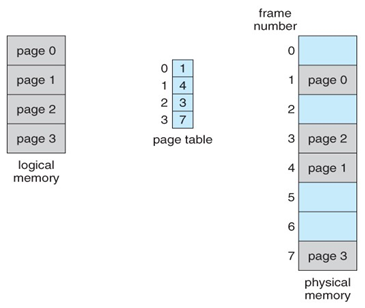 page 0
page 1
page 2
page 3
logical
memory
0 1
1 4
2 3
3 7
page table
frame
number
0
1 page 0
2
3 page 2
4 page 1
5
6
7 page 3
physical
memory